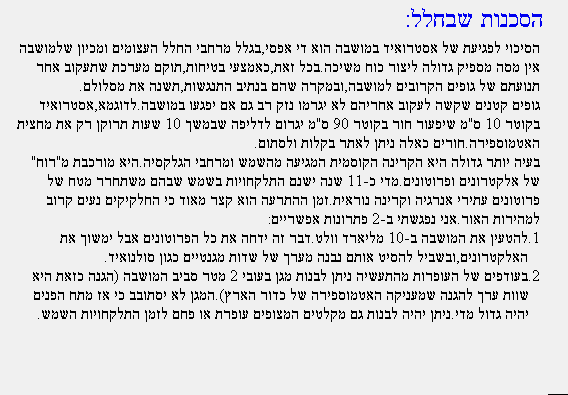 הסכנות שבחלל:
הסיכוי לפגיעת של אסטרואיד במושבה הוא די אפסי,בגלל מרחבי החלל העצומים ומכיון שלמושבה
אין מסה מספיק גדולה ליצור כוח משיכה.בכל זאת,כאמצעי בטיחות,תוקם מערכת שתעקוב אחר
תנועתם של גופים הקרובים למושבה,ובמקרה שהם בנתיב התנגשות,תשנה את מסלולם.
גופים קטנים שקשה לעקוב אחריהם לא יגרמו נזק רב גם אם יפגעו במושבה.לדוגמא,אסטרואיד
בקוטר 10 ס"מ שיפעור חור בקוטר 90 ס"מ יגרום לדליפה שבמשך 10 שעות תרוקן רק את מחצית
האטמוספירה.חורים כאלה ניתן לאתר בקלות ולסתום.
בעיה יותר גדולה היא הקרינה הקוסמית המגיעה מהשמש ומרחבי הגלקסיה.היא מורכבת מ"רוח"
של אלקטרונים ופרוטונים.מדי כ-11 שנה ישנם התלקחויות בשמש שבהם משתחרר מטח של
פרוטונים עתירי אנרגיה וקרינה נוראית.זמן ההתרעה הוא קצר מאוד כי החלקיקים נעים קרוב
למהירות האור.אני נפגשתי ב-2 פתרונות אפשריים:
1.להטעין את המושבה ב-10 מליארד וולט.דבר זה ידחה את כל הפרוטונים אבל ימשוך את
האלקטרונים,ובשביל להסיט אותם נבנה מערך של שדות מגנטיים כגון סולנואיד.
2.בעודפים של העופרות מהתעשיה ניתן לבנות מגן בעובי 2 מטר סביב המושבה (הגנה כזאת היא
שוות ערך להגנה שמעניקה האטמוספירה של כדור הארץ).המגן לא יסתובב כי אז מתח הפנים
יהיה גדול מדי.ניתן יהיה לבנות גם מקלטים המצופים עופרת או פחם לזמן התלקחויות השמש.